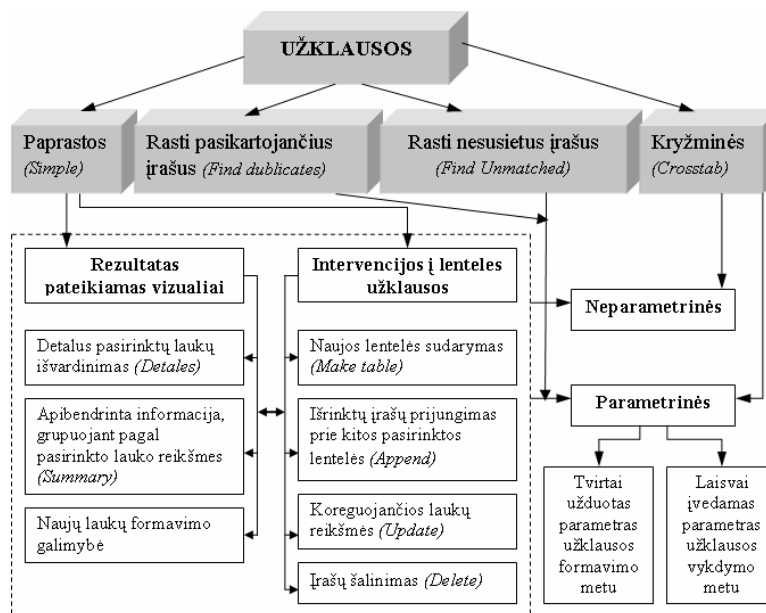 UŽKLAUSOS
Paprastos
(Simple)
Rasti pasikartojančius
įrašus (Find dublicates)
Rasti nesusietus įrašus
(Find Unmatched)
Kryžminės
(Crosstab)
Rezultatas
pateikiamas vizualiai
Detalus pasirinktų laukų
išvardinimas (Detales)
Apibendrinta informacija,
grupuojant pagal
pasirinkto lauko reikšmes
(Summary)
Naujų laukų formavimo
galimybė
Intervencijos į lenteles
užklausos
Naujos lentelės sudarymas
(Make table)
Išrinktų įrašų prijungimas
prie kitos pasirinktos
lentelės (Append)
Koreguojančios laukų
reikšmės (Update)
Įrašų šalinimas (Delete)
Neparametrinės
Parametrinės
Tvirtai
užduotas
parametras
užklausos
formavimo
metu
Laisvai
įvedamas
parametras
užklausos
vykdymo
metu